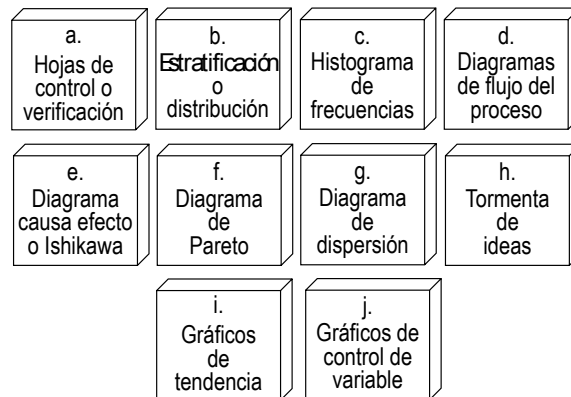 a.
Hojas de
control o
verificación
b.
Estratificación
o
distribución
c.
Histograma
de
frecuencias
d.
Diagramas
de flujo del
proceso
e.
Diagrama
causa efecto
o Ishikawa
f.
Diagrama
de
Pareto
g.
Diagrama
de
dispersión
h.
Tormenta
de
ideas
i.
Gráficos
de
tendencia
j.
Gráficos de
control de
variable